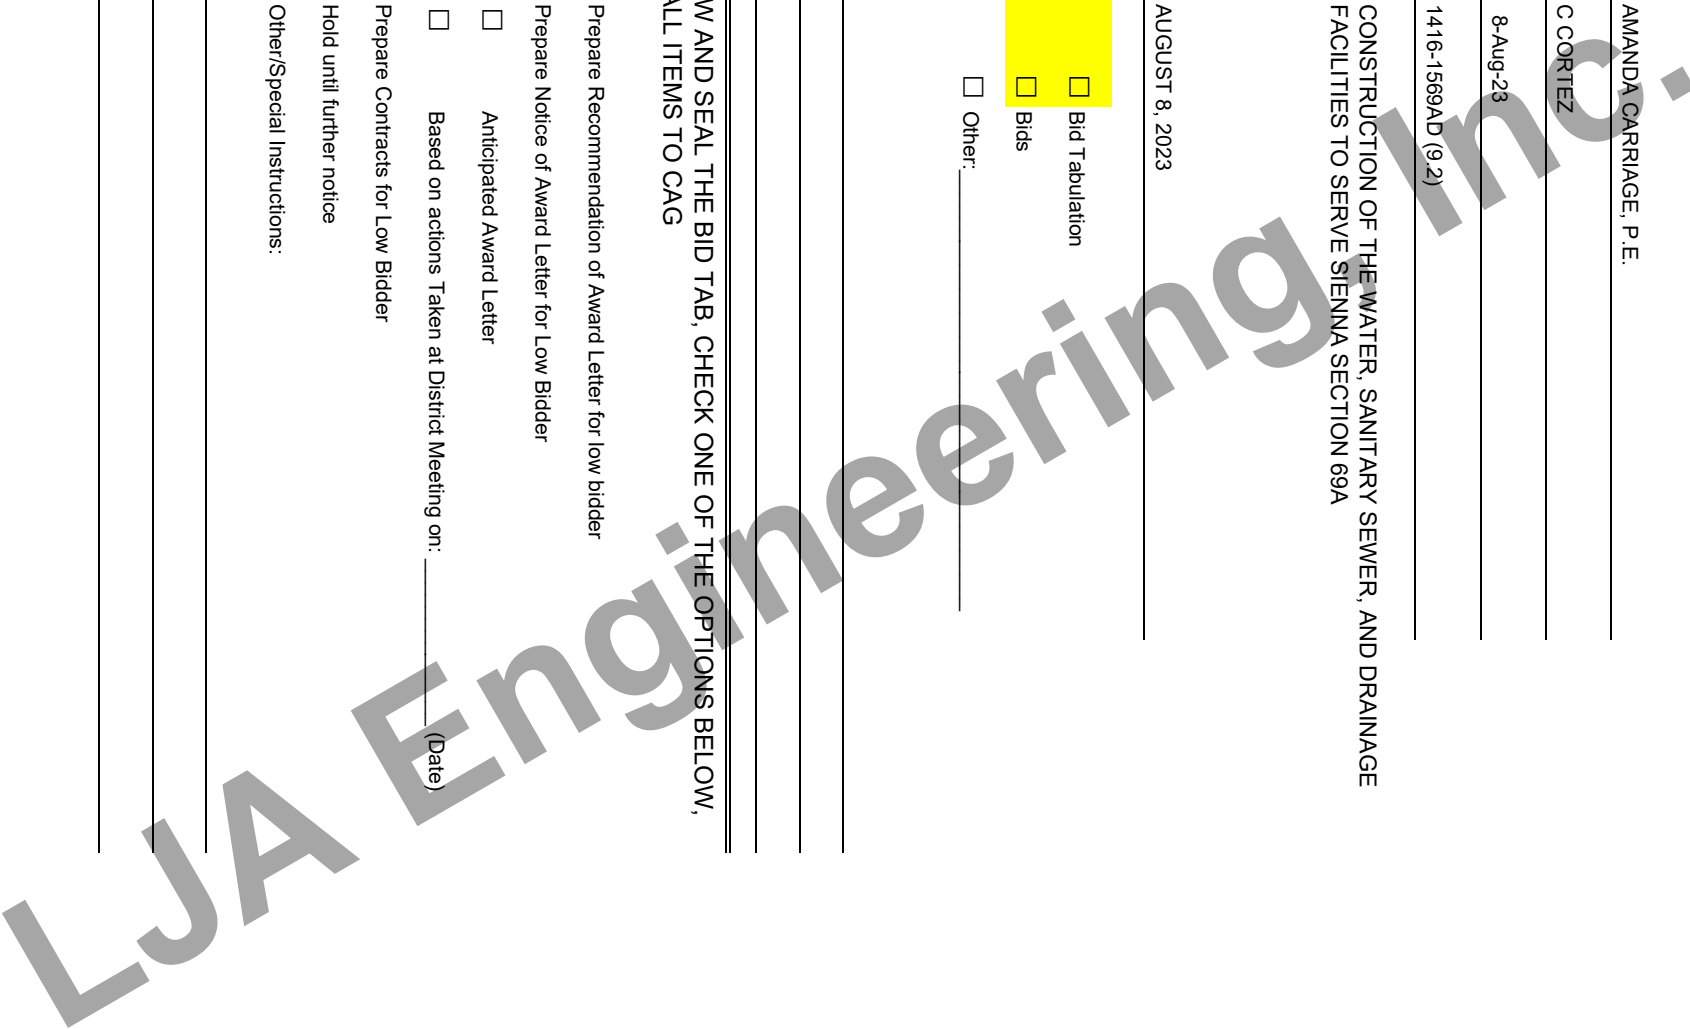 AMANDA CARRIAGE, P.E.
C CORTEZ
8-Aug-23
1416-1569AD (9.2)
CONSTRUCTION OF THE WATER, SANITARY SEWER, AND DRAINAGE
FACILITIES TO SERVE SIENNA SECTION 69A
AUGUST 8, 2023
☐ Bid Tabulation
☐ Bids
☐ Other:
W AND SEAL THE BID TAB, CHECK ONE OF THE OPTIONS BELOW,
ALL ITEMS TO CAG
Prepare Recommendation of Award Letter for low bidder
Prepare Notice of Award Letter for Low Bidder
☐ Anticipated Award Letter
☐ Based on actions Taken at District Meeting on: (Date)
Prepare Contracts for Low Bidder
Hold until further notice
Other/Special Instructions:
LJA Engineering, Inc.